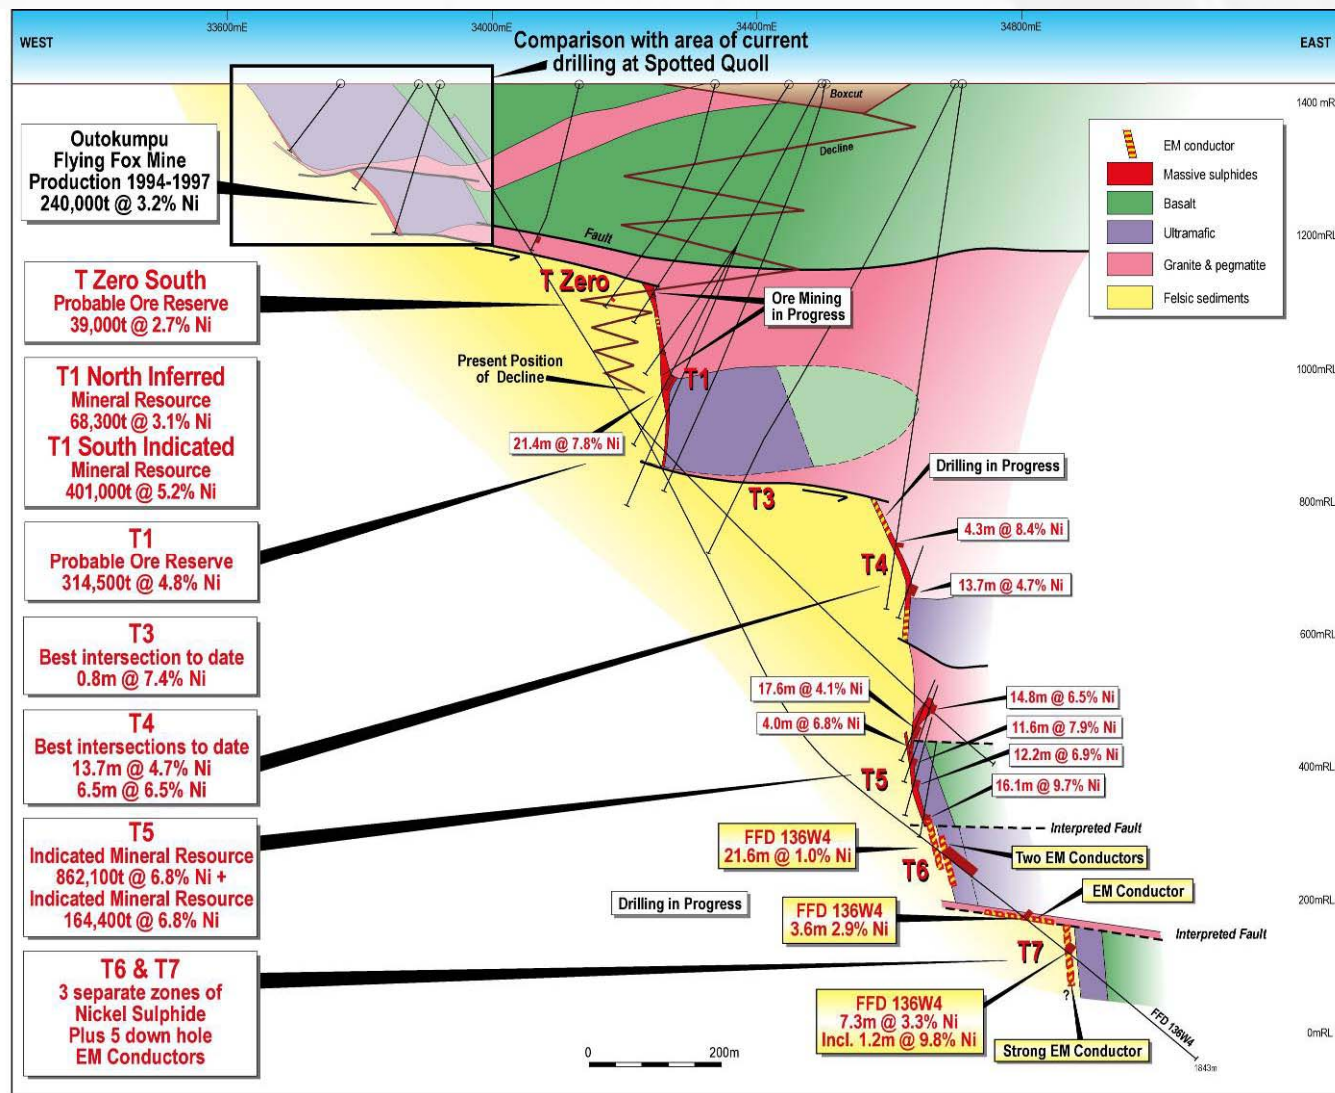 33600mE
34000mE
34400mE
34800mE
WEST
EAST
Comparison with area of current
drilling at Spotted Quoll
Boxcut
Decline
1400 mR
1200mRL
1000mRL
800mRL
600mRL
400mRL
200mRL
0mRL
Outokumpu
Flying Fox Mine
Production 1994-1997
240,000t @ 3.2% Ni
EM conductor
Massive sulphides
Basalt
Ultramafic
Granite & pegmatite
Felsic sediments
Fault
T Zero South
Probable Ore Reserve
39,000t @ 2.7% Ni
T Zero
Ore Mining
in Progress
T1 North Inferred
Mineral Resource
68,300t @ 3.1% Ni
T1 South Indicated
Mineral Resource
401,000t @ 5.2% Ni
Present Position
of Decline
T1
21.4m @ 7.8% Ni
T3
Drilling in Progress
4.3m @ 8.4% Ni
T1
Probable Ore Reserve
314,500t @ 4.8% Ni
T4
13.7m @ 4.7% Ni
T3
Best intersection to date
0.8m @ 7.4% Ni
T4
Best intersections to date
13.7m @ 4.7% Ni
6.5m @ 6.5% Ni
17.6m @ 4.1% Ni
4.0m @ 6.8% Ni
14.8m @ 6.5% Ni
11.6m @ 7.9% Ni
12.2m @ 6.9% Ni
16.1m @ 9.7% Ni
T5
T5
Indicated Mineral Resource
862,100t @ 6.8% Ni +
Indicated Mineral Resource
164,400t @ 6.8% Ni
Interpreted Fault
FFD 136W4
21.6m @ 1.0% Ni
T6
Two EM Conductors
EM Conductor
Drilling in Progress
FFD 136W4
3.6m 2.9% Ni
Interpreted Fault
T7
T6 & T7
3 separate zones of
Nickel Sulphide
Plus 5 down hole
EM Conductors
?
FFD 136W4
7.3m @ 3.3% Ni
Incl. 1.2m @ 9.8% Ni
Strong EM Conductor
FFD 136W4
1843m
0
200m